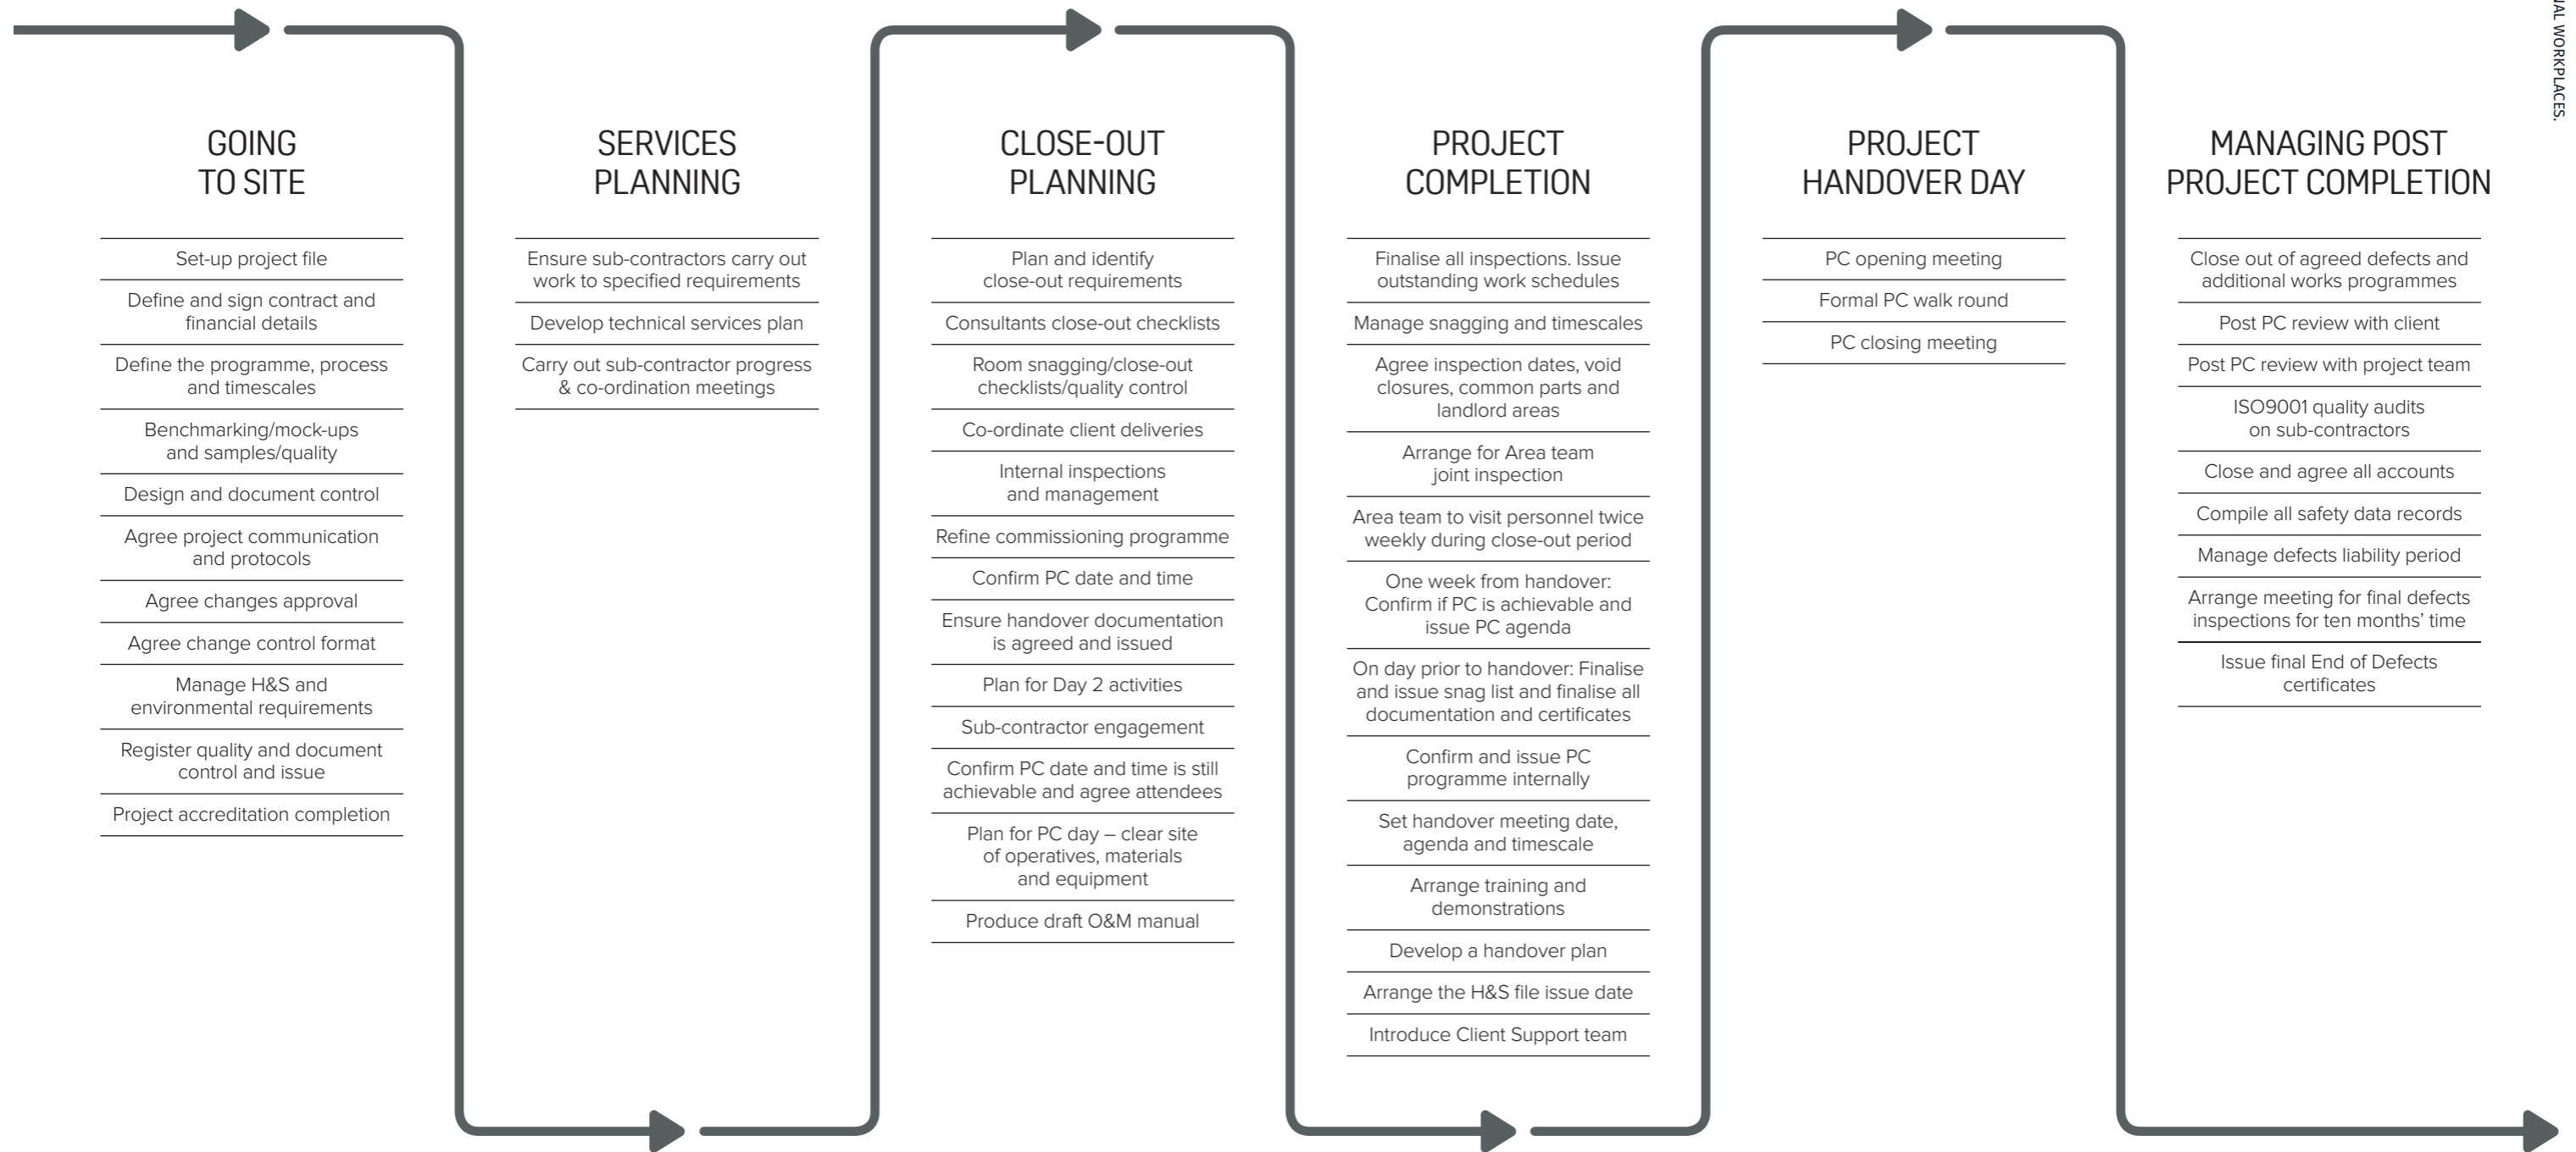 GOING
TO SITE
Set-up project file
Define and sign contract and
financial details
Define the programme, process
and timescales
Benchmarking/mock-ups
and samples/quality
Design and document control
Agree project communication
and protocols
Agree changes approval
Agree change control format
Manage H&S and
environmental requirements
Register quality and document
control and issue
Project accreditation completion
SERVICES
PLANNING
Ensure sub-contractors carry out
work to specified requirements
Develop technical services plan
Carry out sub-contractor progress
& co-ordination meetings
CLOSE-OUT
PLANNING
Plan and identify
close-out requirements
Consultants close-out checklists
Room snagging/close-out
checklists/quality control
Co-ordinate client deliveries
Internal inspections
and management
Refine commissioning programme
Confirm PC date and time
Ensure handover documentation
is agreed and issued
Plan for Day 2 activities
Sub-contractor engagement
Confirm PC date and time is still
achievable and agree attendees
Plan for PC day – clear site
of operatives, materials
and equipment
Produce draft O&M manual
PROJECT
COMPLETION
Finalise all inspections. Issue
outstanding work schedules
Manage snagging and timescales
Agree inspection dates, void
closures, common parts and
landlord areas
Arrange for Area team
joint inspection
Area team to visit personnel twice
weekly during close-out period
One week from handover:
Confirm if PC is achievable and
issue PC agenda
On day prior to handover: Finalise
and issue snag list and finalise all
documentation and certificates
Confirm and issue PC
programme internally
Set handover meeting date,
agenda and timescale
Arrange training and
demonstrations
Develop a handover plan
Arrange the H&S file issue date
Introduce Client Support team
PROJECT
HANDOVER DAY
PC opening meeting
Formal PC walk round
PC closing meeting
MANAGING POST
PROJECT COMPLETION
Close out of agreed defects and
additional works programmes
Post PC review with client
Post PC review with project team
ISO9001 quality audits
on sub-contractors
Close and agree all accounts
Compile all safety data records
Manage defects liability period
Arrange meeting for final defects
inspections for ten months’ time
Issue final End of Defects
certificates
WORKPLACES.